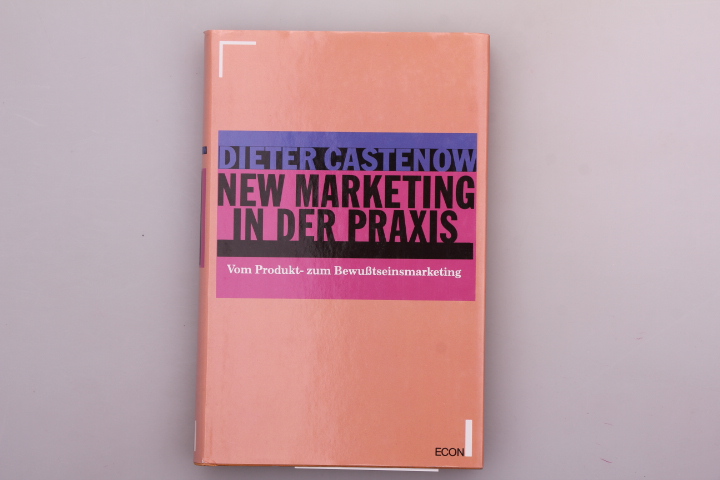 DIETER CASTENOW
NEW MARKETING
IN DER PRAXIS
Vom Produkt- zum Bewußtseinsmarketing
ECON